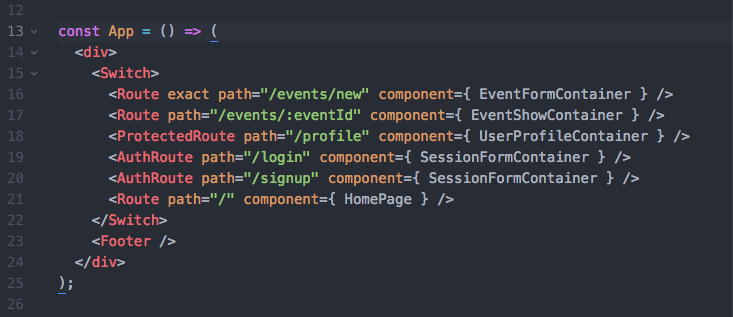 12
13 const App = () => (
14 <div>
15 <Switch>
16 <Route exact path="/events/new" component={ EventFormContainer } />
17 <Route path="/events/:eventId" component={ EventShowContainer } />
18 <ProtectedRoute path="/profile" component={ UserProfileContainer } />
19 <AuthRoute path="/login" component={ SessionFormContainer } />
20 <AuthRoute path="/signup" component={ SessionFormContainer } />
21 <Route path="/" component={ HomePage } />
22 </Switch>
23 <Footer />
24 </div>
25 );
26